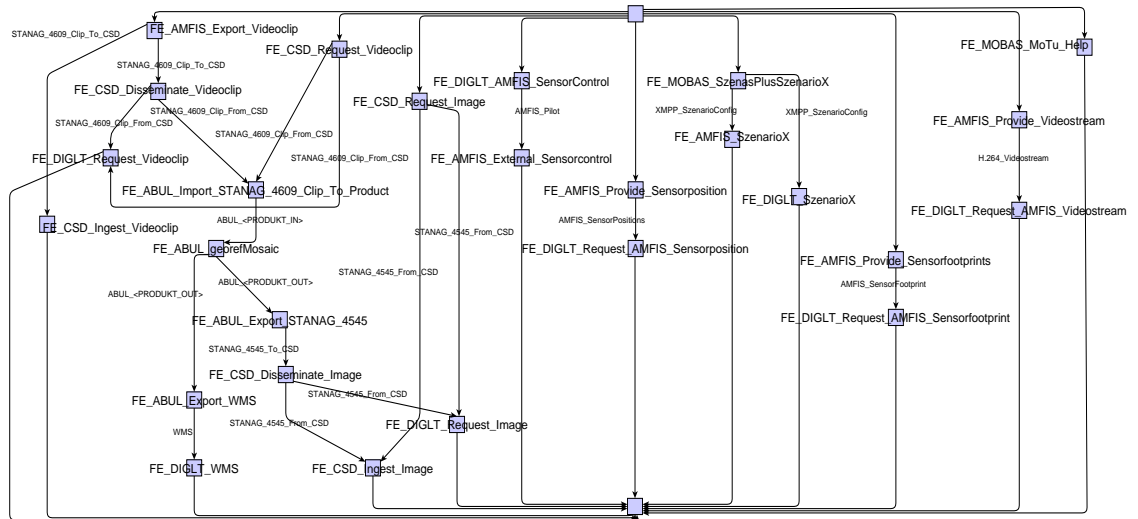 STANAG_4609_Clip_To_CSD
FE_AMFIS_Export_Videoclip
FE_CSD_Request_Videoclip
FE_MOBAS_MoTu_Help
STANAG_4609_Clip_To_CSD
FE_DIGLT_AMFIS_SensorControl
FE_MOBAS_SzenasPlusSzenarioX
FE_CSD_Disseminate_Videoclip
FE_CSD_Request_Image
STANAG_4609_Clip_From_CSD
AMFIS_Pilot
XMPP_SzenarioConfig
XMPP_SzenarioConfig
STANAG_4609_Clip_From_CSD
FE_AMFIS_Provide_Videostream
STANAG_4609_Clip_From_CSD
FE_AMFIS_SzenarioX
FE_DIGLT_Request_Videoclip
STANAG_4609_Clip_From_CSD
FE_AMFIS_External_Sensorcontrol
H.264_Videostream
FE_ABUL_Import_STANAG_4609_Clip_To_Product
FE_AMFIS_Provide_Sensorposition
FE_DIGLT_SzenarioX
FE_DIGLT_Request_AMFIS_Videostream
ABUL_<PRODUKT_IN>
AMFIS_SensorPositions
FE_CSD_Ingest_Videoclip
STANAG_4545_From_CSD
FE_ABUL_georefMosaic
FE_DIGLT_Request_AMFIS_Sensorposition
FE_AMFIS_Provide_Sensorfootprints
STANAG_4545_From_CSD
ABUL_<PRODUKT_OUT>
ABUL_<PRODUKT_OUT>
AMFIS_SensorFootprint
FE_ABUL_Export_STANAG_4545
FE_DIGLT_Request_AMFIS_Sensorfootprint
STANAG_4545_To_CSD
FE_CSD_Disseminate_Image
STANAG_4545_From_CSD
FE_ABUL_Export_WMS
STANAG_4545_From_CSD
FE_DIGLT_Request_Image
WMS
FE_DIGLT_WMS
FE_CSD_Ingest_Image